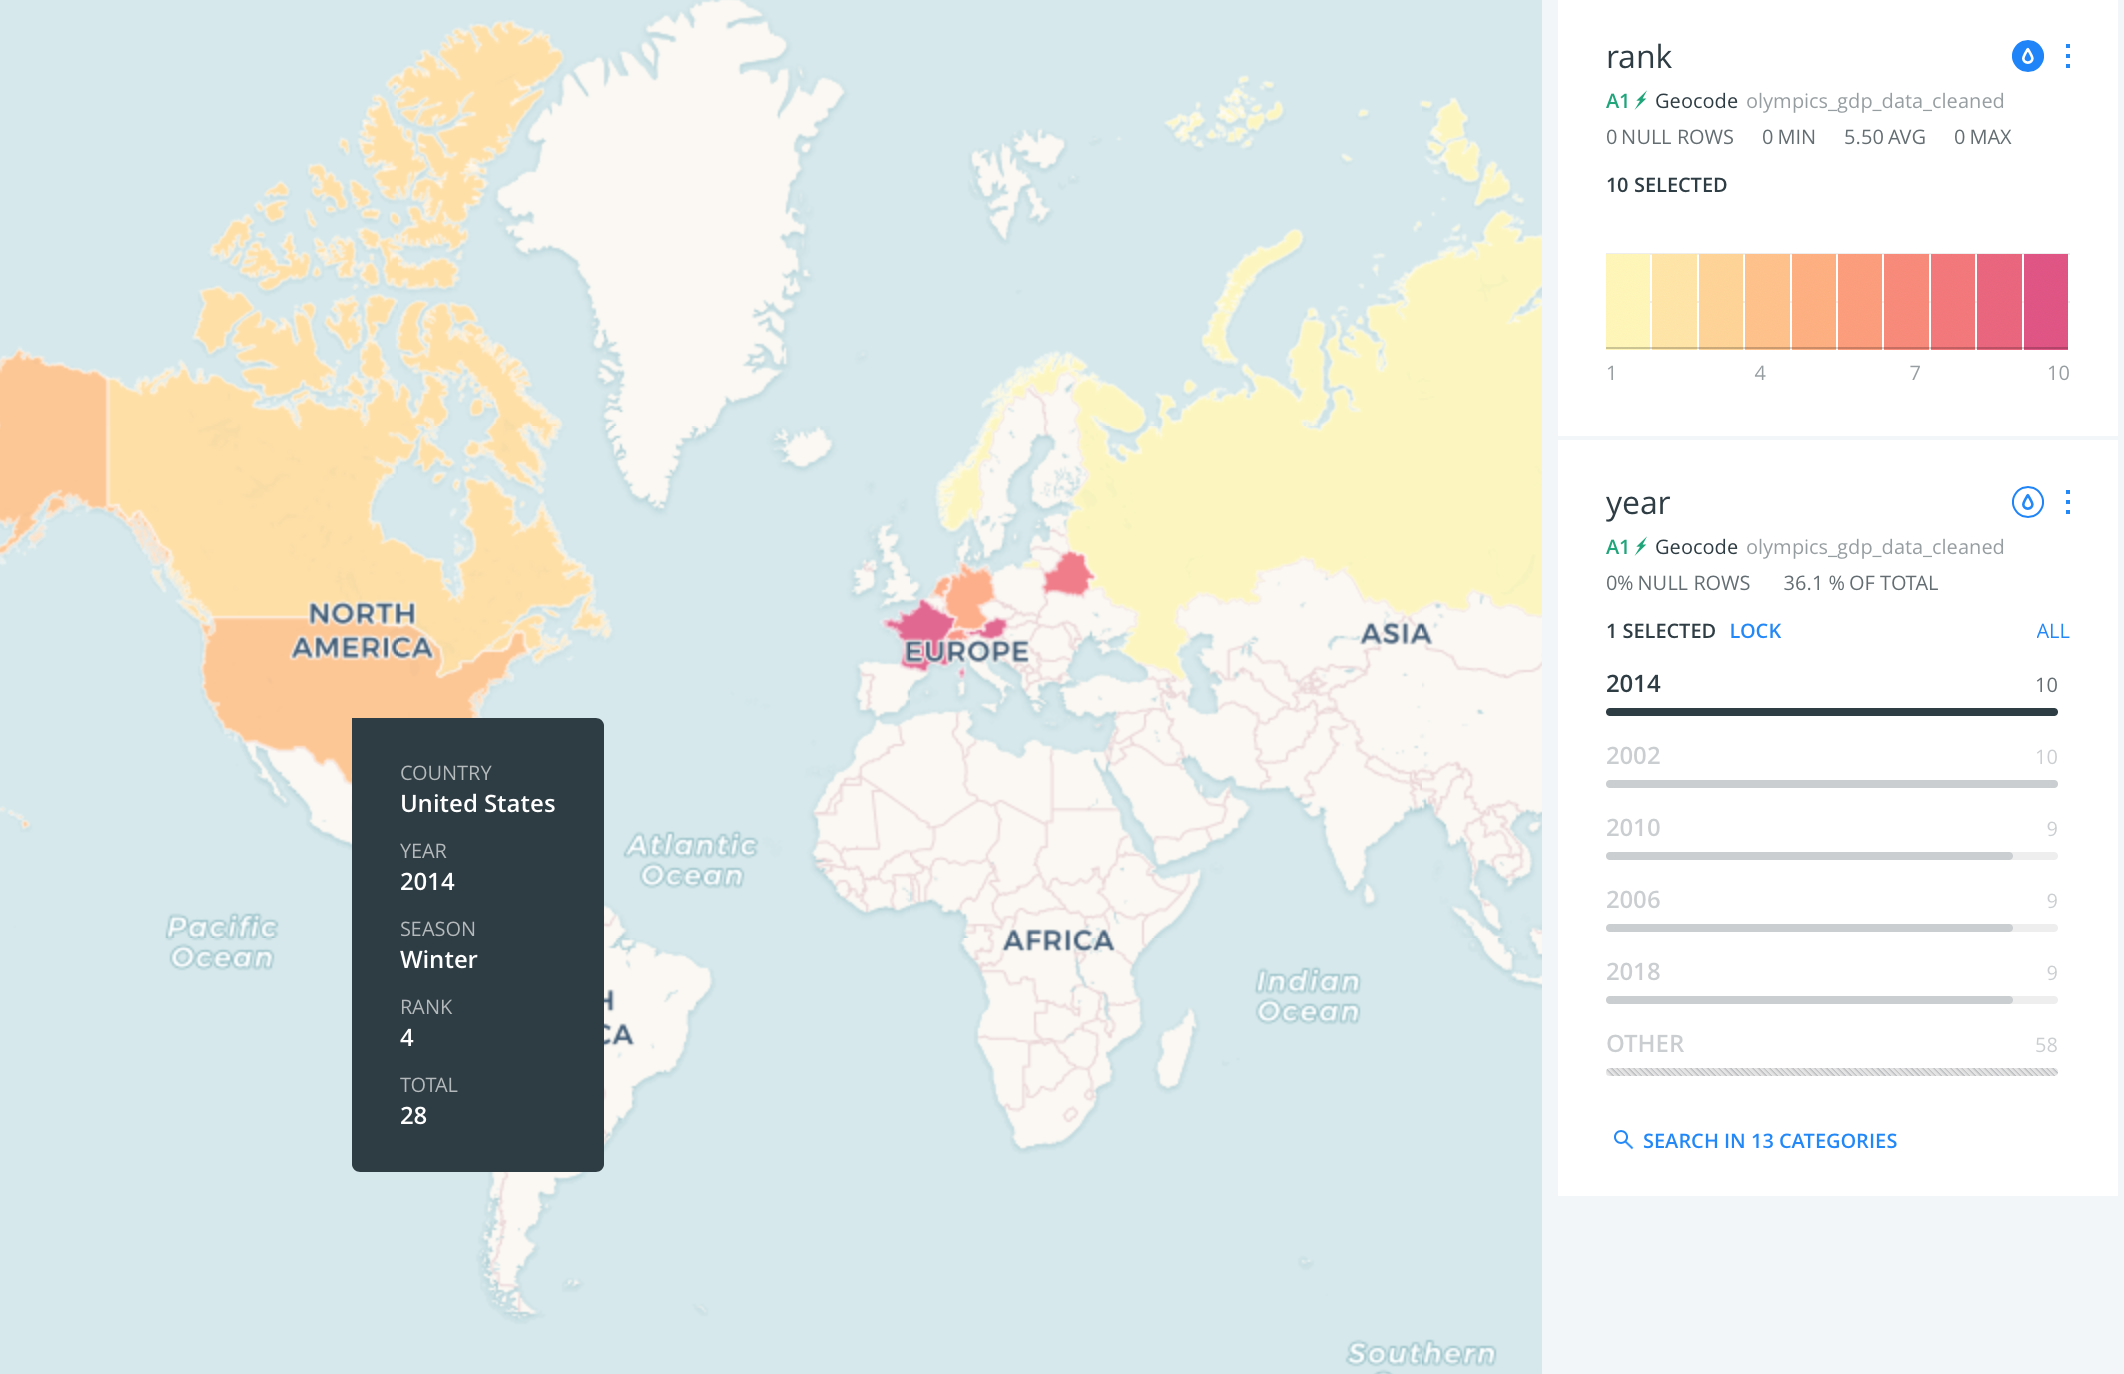 NORTH
AMERICA
EUROPE
ASIA
AFRICA
Atlantic
Ocean
Pacific
Ocean
Indian
Ocean
Southern
H
CA
COUNTRY
United States
YEAR
2014
SEASON
Winter
RANK
4
TOTAL
28
rank
A1 Geocode olympics_gdp_data_cleaned
0 NULL ROWS 0 MIN 5.50 AVG 0 MAX
10 SELECTED
1 4 7 10
year
A1 Geocode olympics_gdp_data_cleaned
0% NULL ROWS 36.1 % OF TOTAL
1 SELECTED LOCK ALL
2014 10
2002 10
2010 9
2006 9
2018 9
OTHER 58
SEARCH IN 13 CATEGORIES